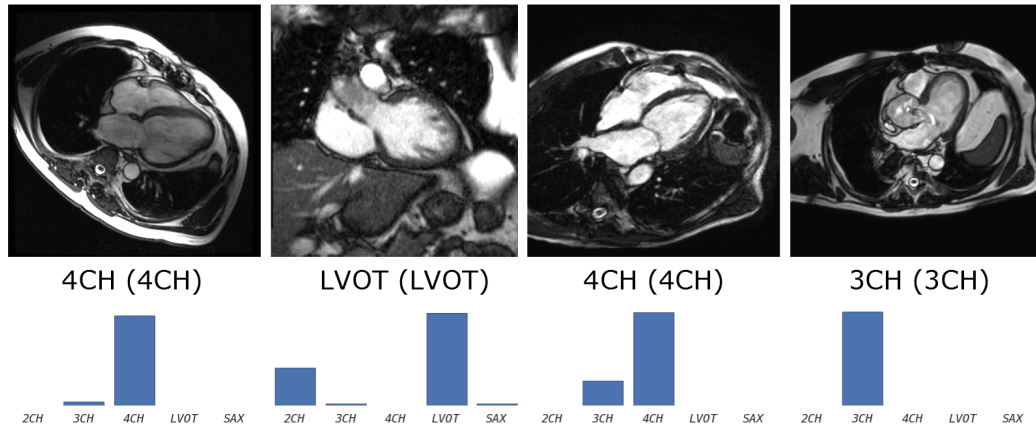 4CH (4CH) LVOT (LVOT) 4CH (4CH) 3CH (3CH)
2CH 3CH 4CH LVOT SAX 2CH 3CH 4CH LVOT SAX 2CH 3CH 4CH LVOT SAX 2CH 3CH 4CH LVOT SAX